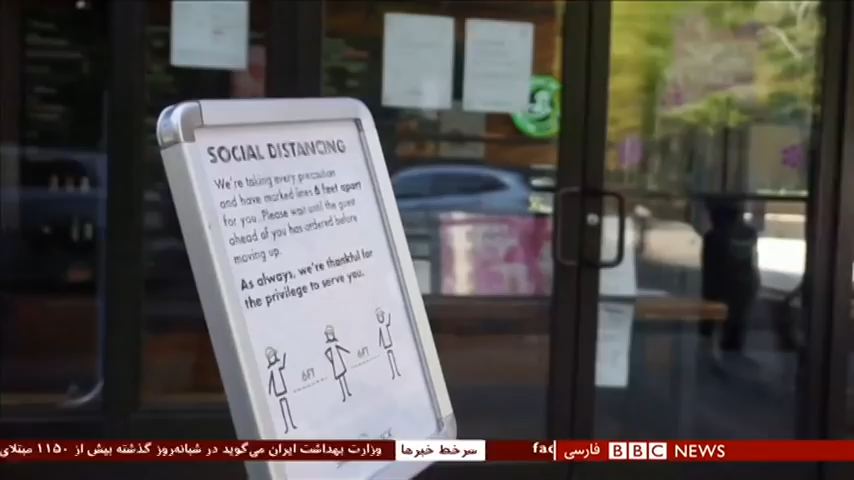 SOCIAL DISTANCING
We're taking every precaution
and have marked lines 6 feet apart
for you. Please wait until the guest
ahead of you has ordered before
moving up.
As always, we're thankful for
the privilege to serve you.
6FT 6FT
وزارت بهداشت ایران می‌گوید در شبانه‌روز گذشته بیش از ۱۱۵۰ مبتلای
سرخط خبرها
fac
BBC NEWS فارسی